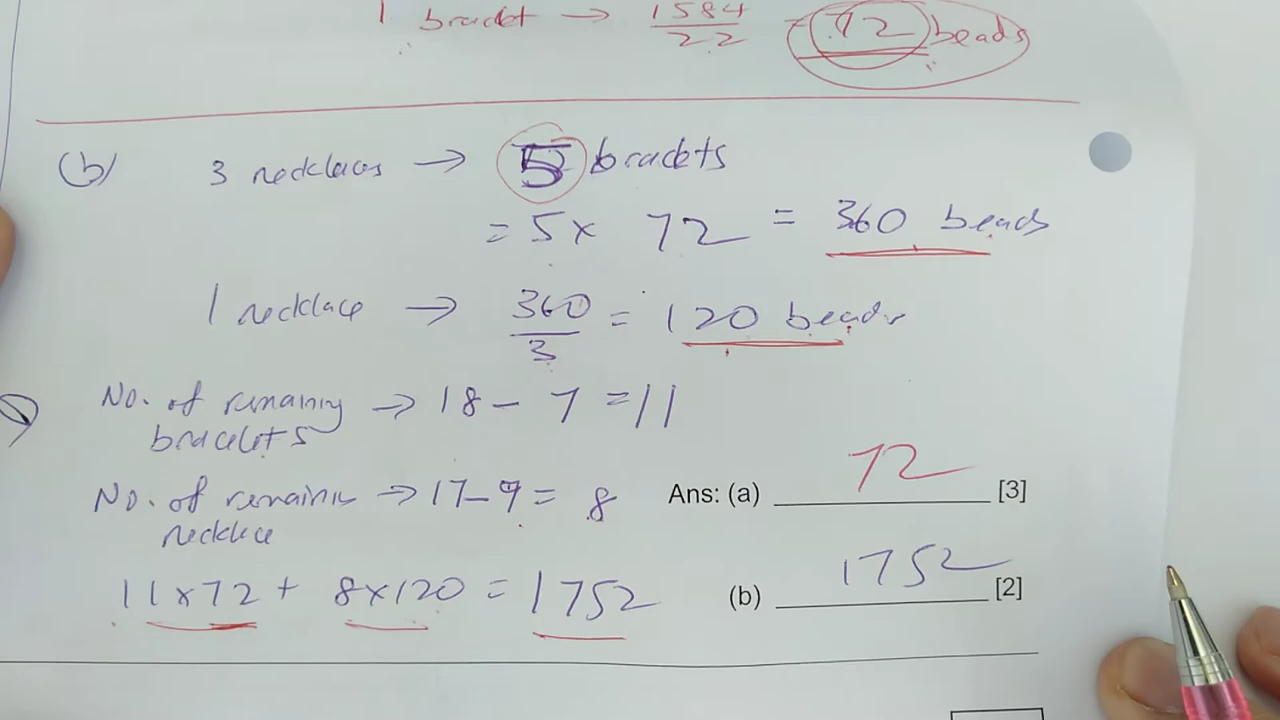 1 bracelet → 1584/22 = 72 beads
(b) 3 necklaces → 5 bracelets
= 5 x 72 = 360 beads
1 necklace → 360/3 = 120 beads
No. of remaining → 18 - 7 = 11
bracelets
No. of remaining → 17 - 9 = 8
necklace
11 x 72 + 8 x 120 = 1752
Ans: (a) 72 [3]
(b) 1752 [2]